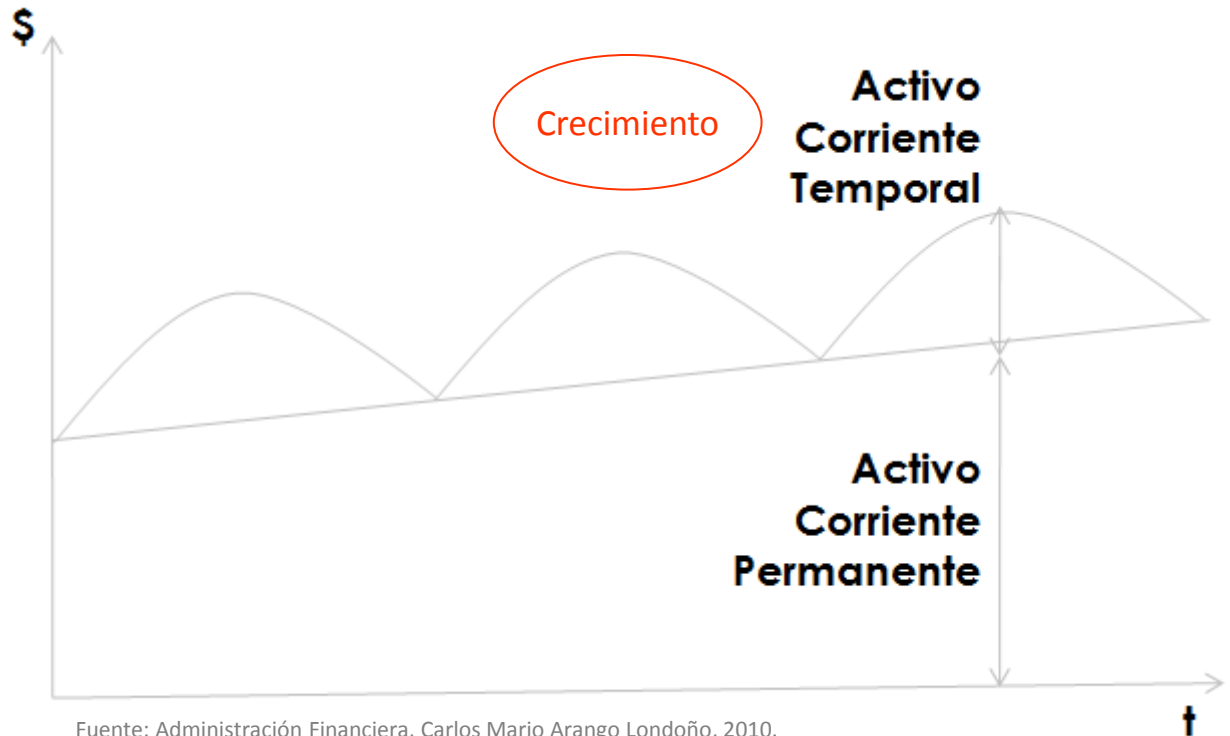 $
Crecimiento
Activo
Corriente
Temporal
Activo
Corriente
Permanente
t
Fuente: Administración Financiera. Carlos Mario Arango Londoño. 2010.